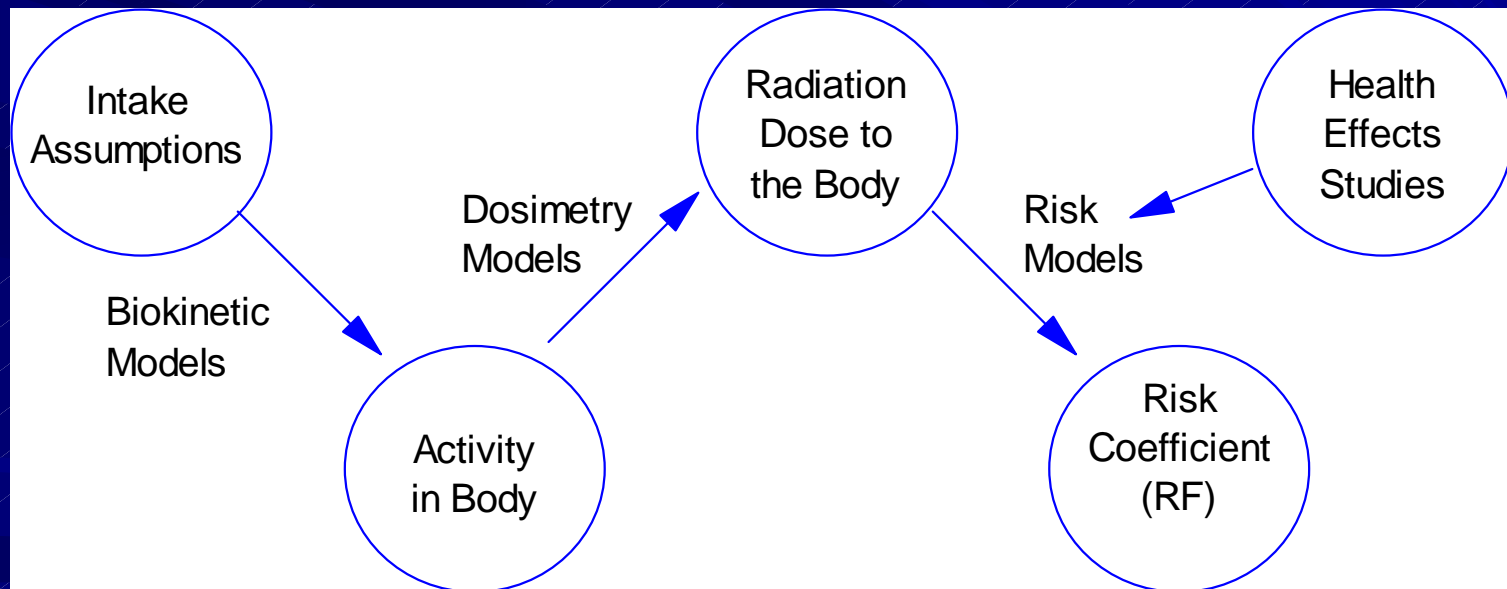 Intake
Assumptions
Biokinetic
Models
Activity
in Body
Dosimetry
Models
Radiation
Dose to
the Body
Risk
Models
Health
Effects
Studies
Risk
Coefficient
(RF)